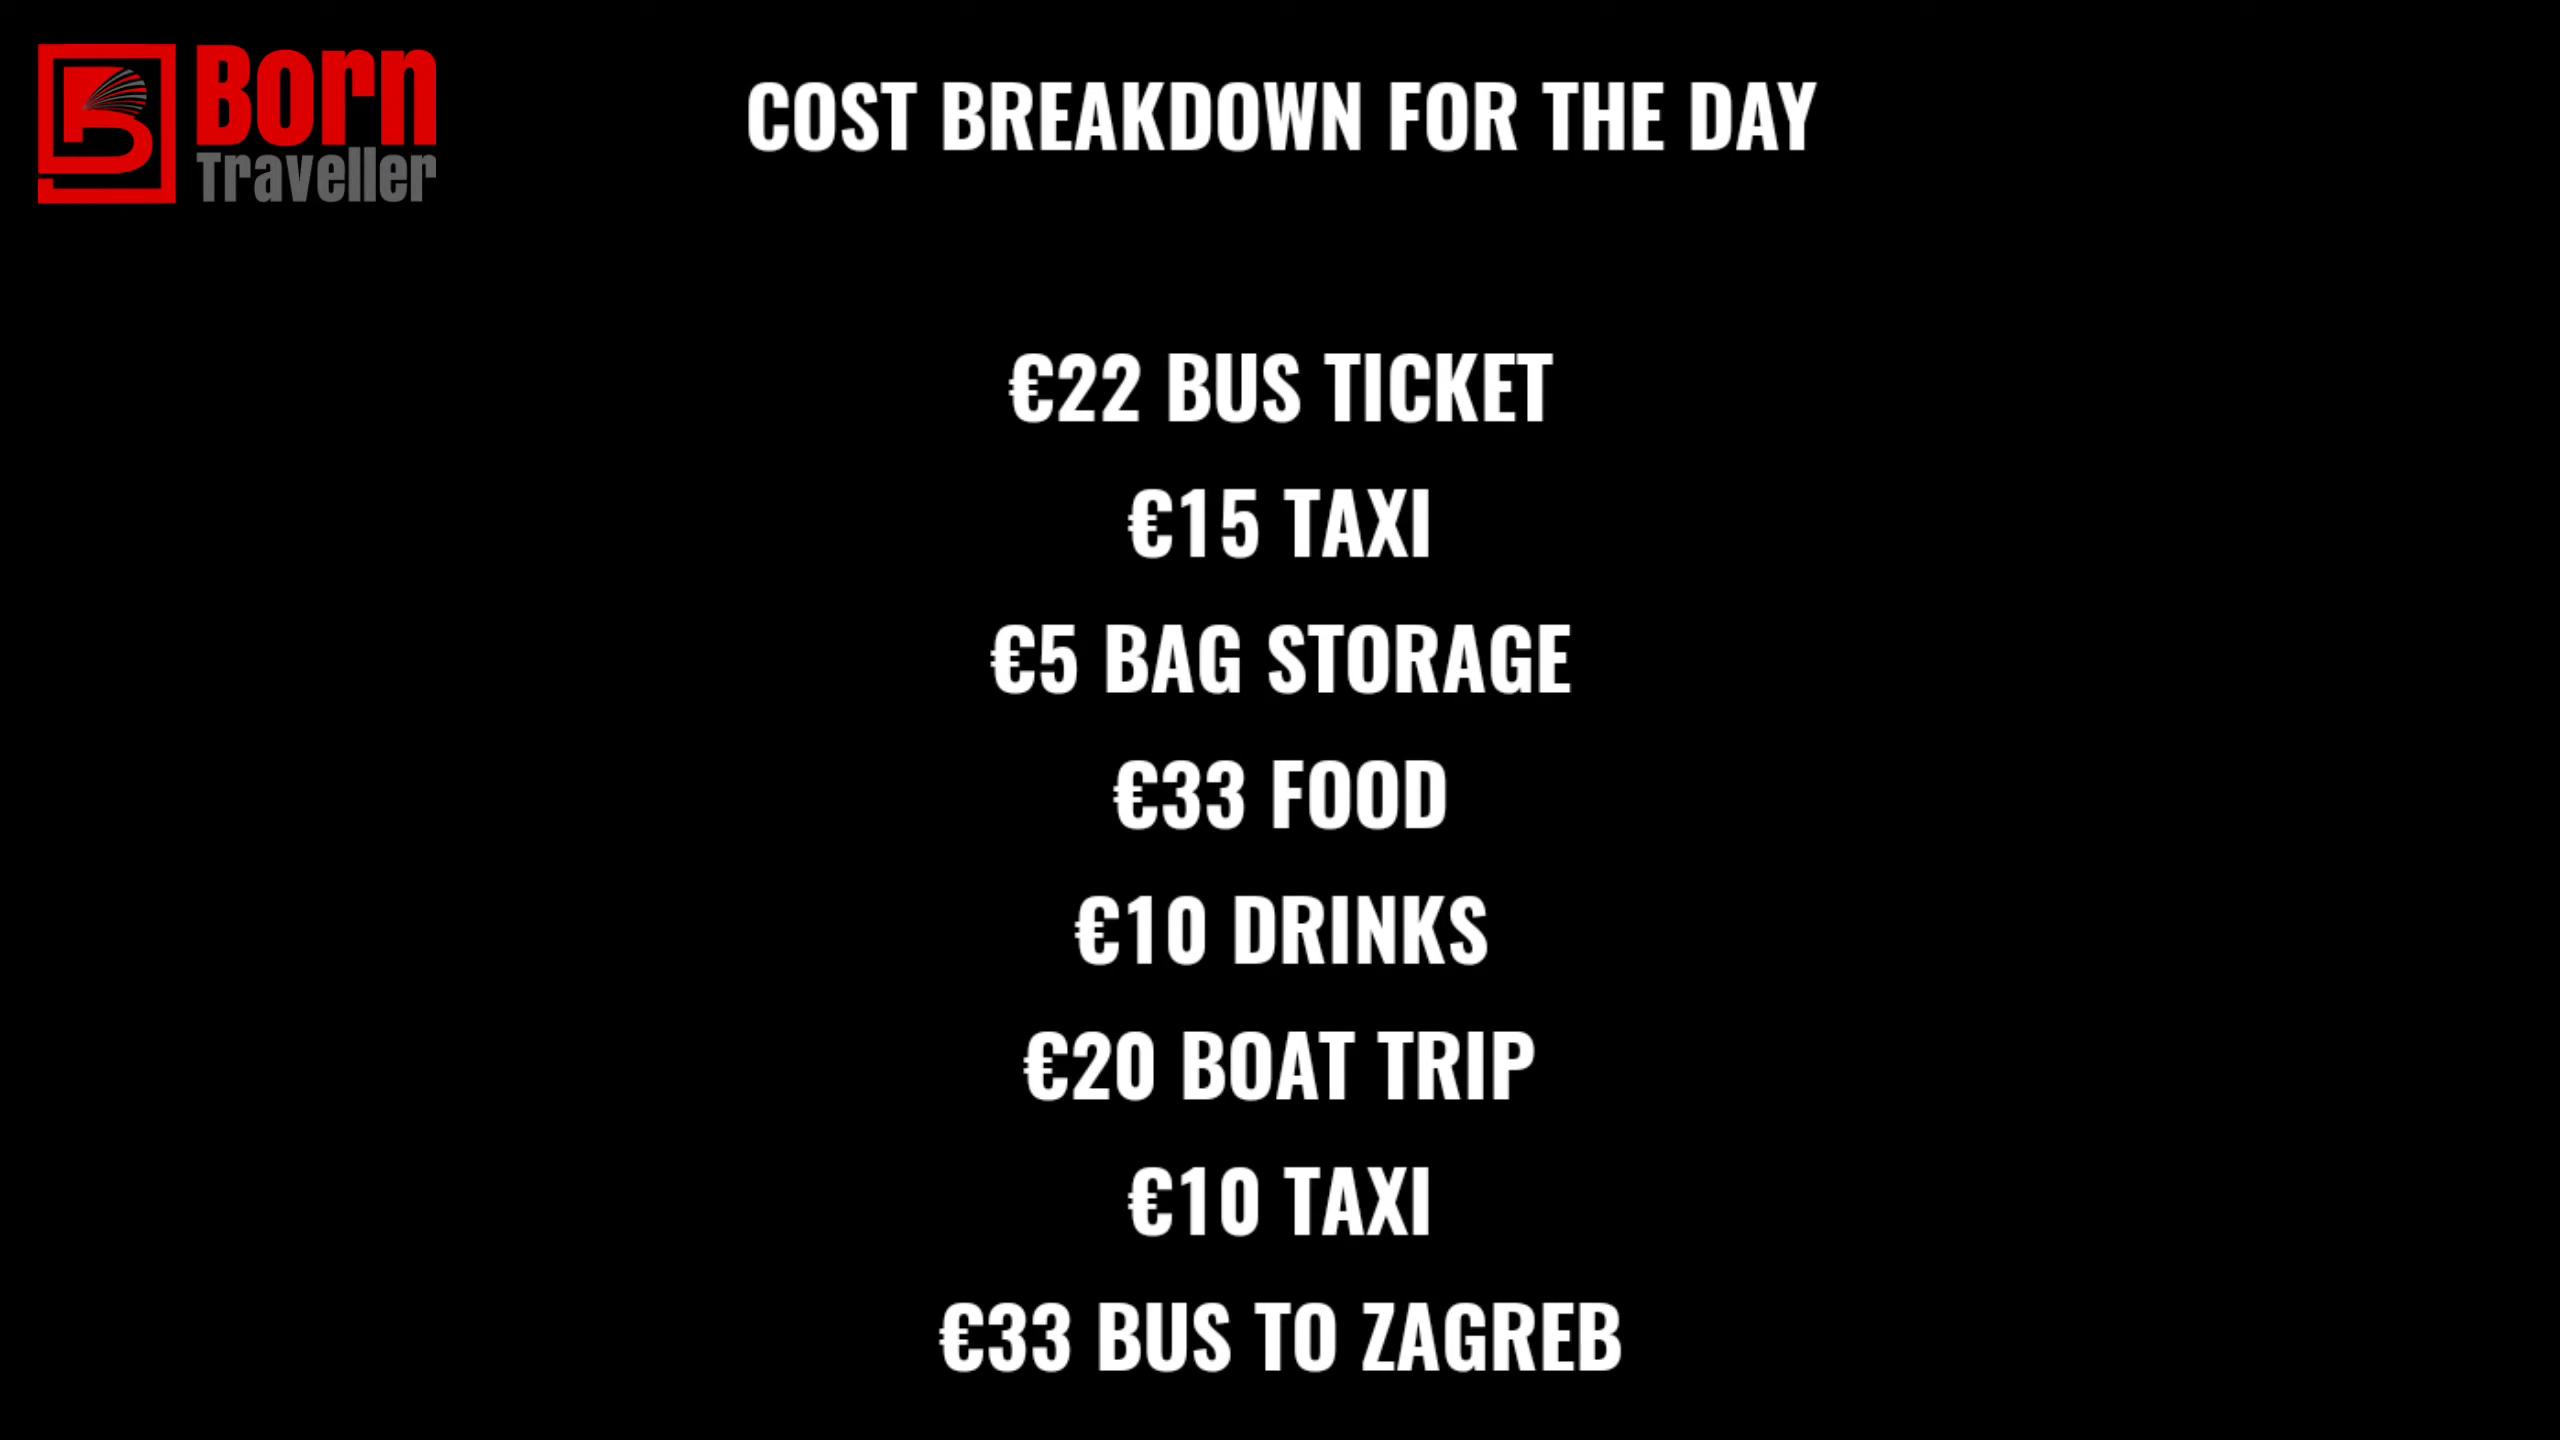 Born
Traveller
COST BREAKDOWN FOR THE DAY
€22 BUS TICKET
€15 TAXI
€5 BAG STORAGE
€33 FOOD
€10 DRINKS
€20 BOAT TRIP
€10 TAXI
€33 BUS TO ZAGREB